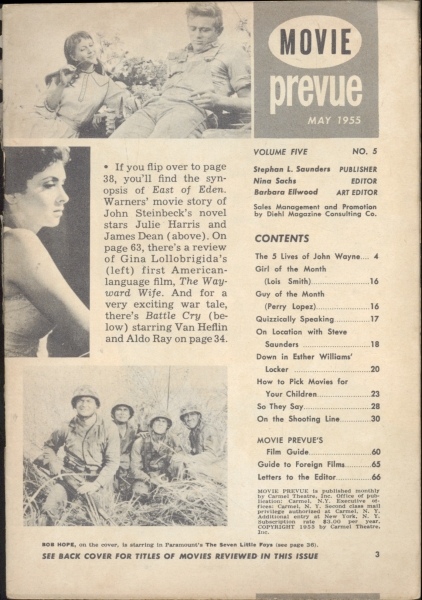 MOVIE
prevue
MAY 1955
VOLUME FIVE NO. 5
Stephan L. Saunders PUBLISHER
Nina Sachs EDITOR
Barbara Ellwood ART EDITOR
Sales Management and Promotion
by Diehl Magazine Consulting Co.
• If you flip over to page
38, you'll find the syn-
opsis of East of Eden.
Warners' movie story of
John Steinbeck's novel
stars Julie Harris and
James Dean (above). On
page 63, there's a review
of Gina Lollobrigida's
(left) first American-
language film, The Way-
ward Wife. And for a
very exciting war tale,
there's Battle Cry (be-
low) starring Van Heflin
and Aldo Ray on page 34.
CONTENTS
The 5 Lives of John Wayne.... 4
Girl of the Month
(Lois Smith)..................16
Guy of the Month
(Perry Lopez)................16
Quizzically Speaking..........17
On Location with Steve
Saunders ....................18
Down in Esther Williams'
Locker ......................20
How to Pick Movies for
Your Children................23
So They Say....................28
On the Shooting Line..........30
MOVIE PREVUE'S
Film Guide....................60
Guide to Foreign Films........65
Letters to the Editor..........66
MOVIE PREVUE is published monthly
by Carmel Theatre, Inc. Office of pub-
lication: Carmel, N.Y. Executive of-
fices: Carmel, N. Y. Second class mail
privilege authorized at Carmel, N. Y.
Additional entry at New York, N. Y.
Subscription rate $3.00 per year.
COPYRIGHT 1955 by Carmel Theatre,
Inc.
BOB HOPE, on the cover, is starring in Paramount's The Seven Little Foys (see page 36).
SEE BACK COVER FOR TITLES OF MOVIES REVIEWED IN THIS ISSUE 3